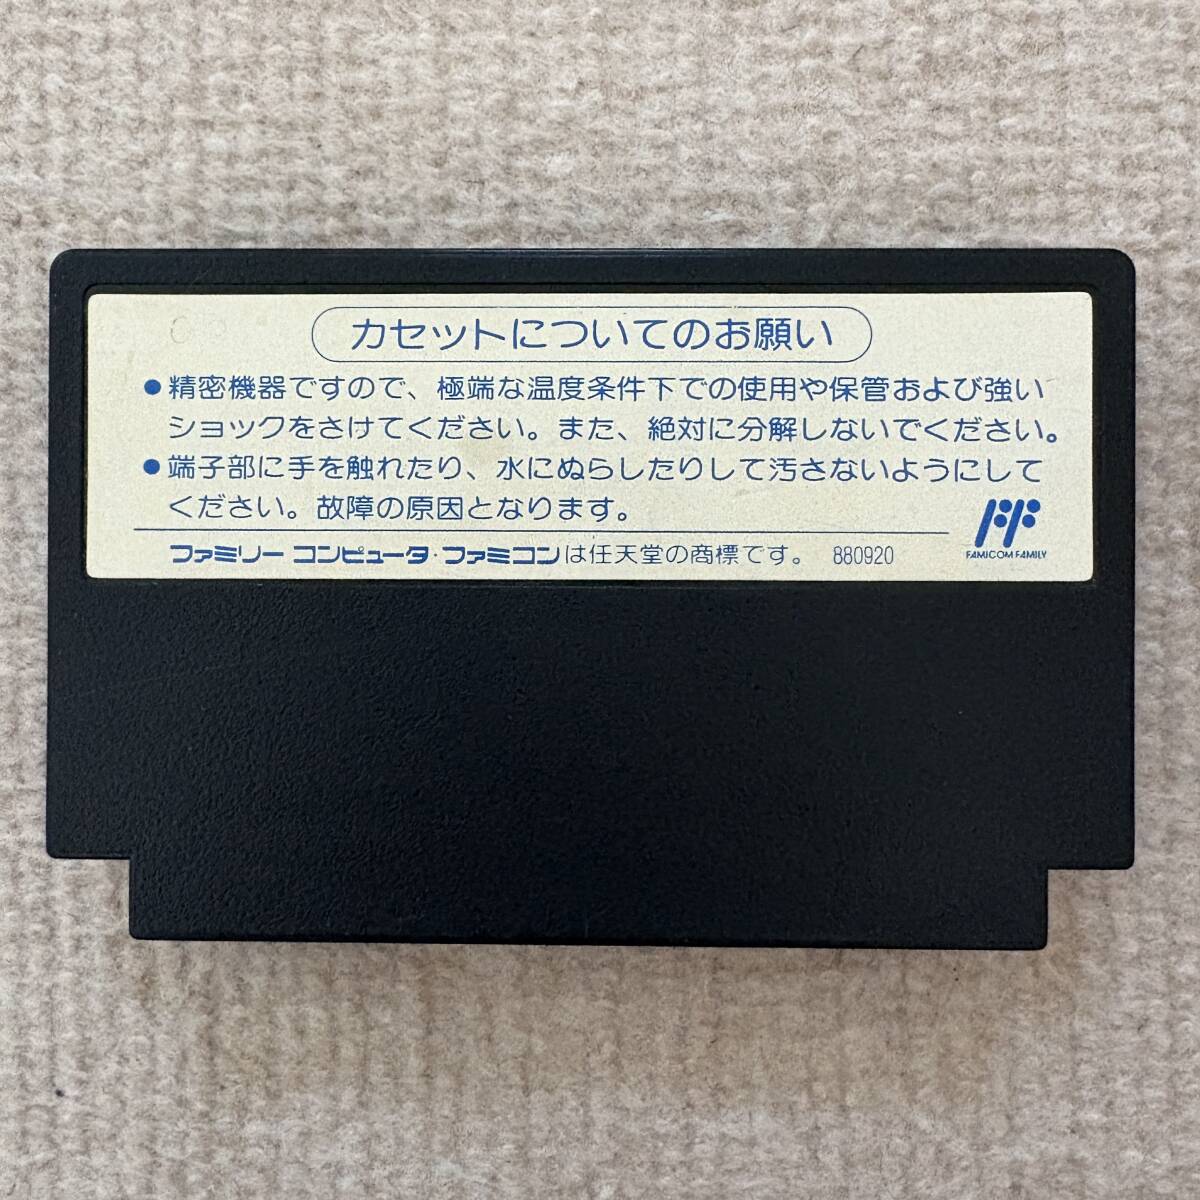 カセットについてのお願い
●精密機器ですので、極端な温度条件下での使用や保管および強い
ショックをさけてください。また、絶対に分解しないでください。
●端子部に手を触れたり、水にぬらしたりして汚さないようにして
ください。故障の原因となります。
FF
FAMICOM FAMILY
ファミリー コンピュータ・ファミコンは任天堂の商標です。 880920